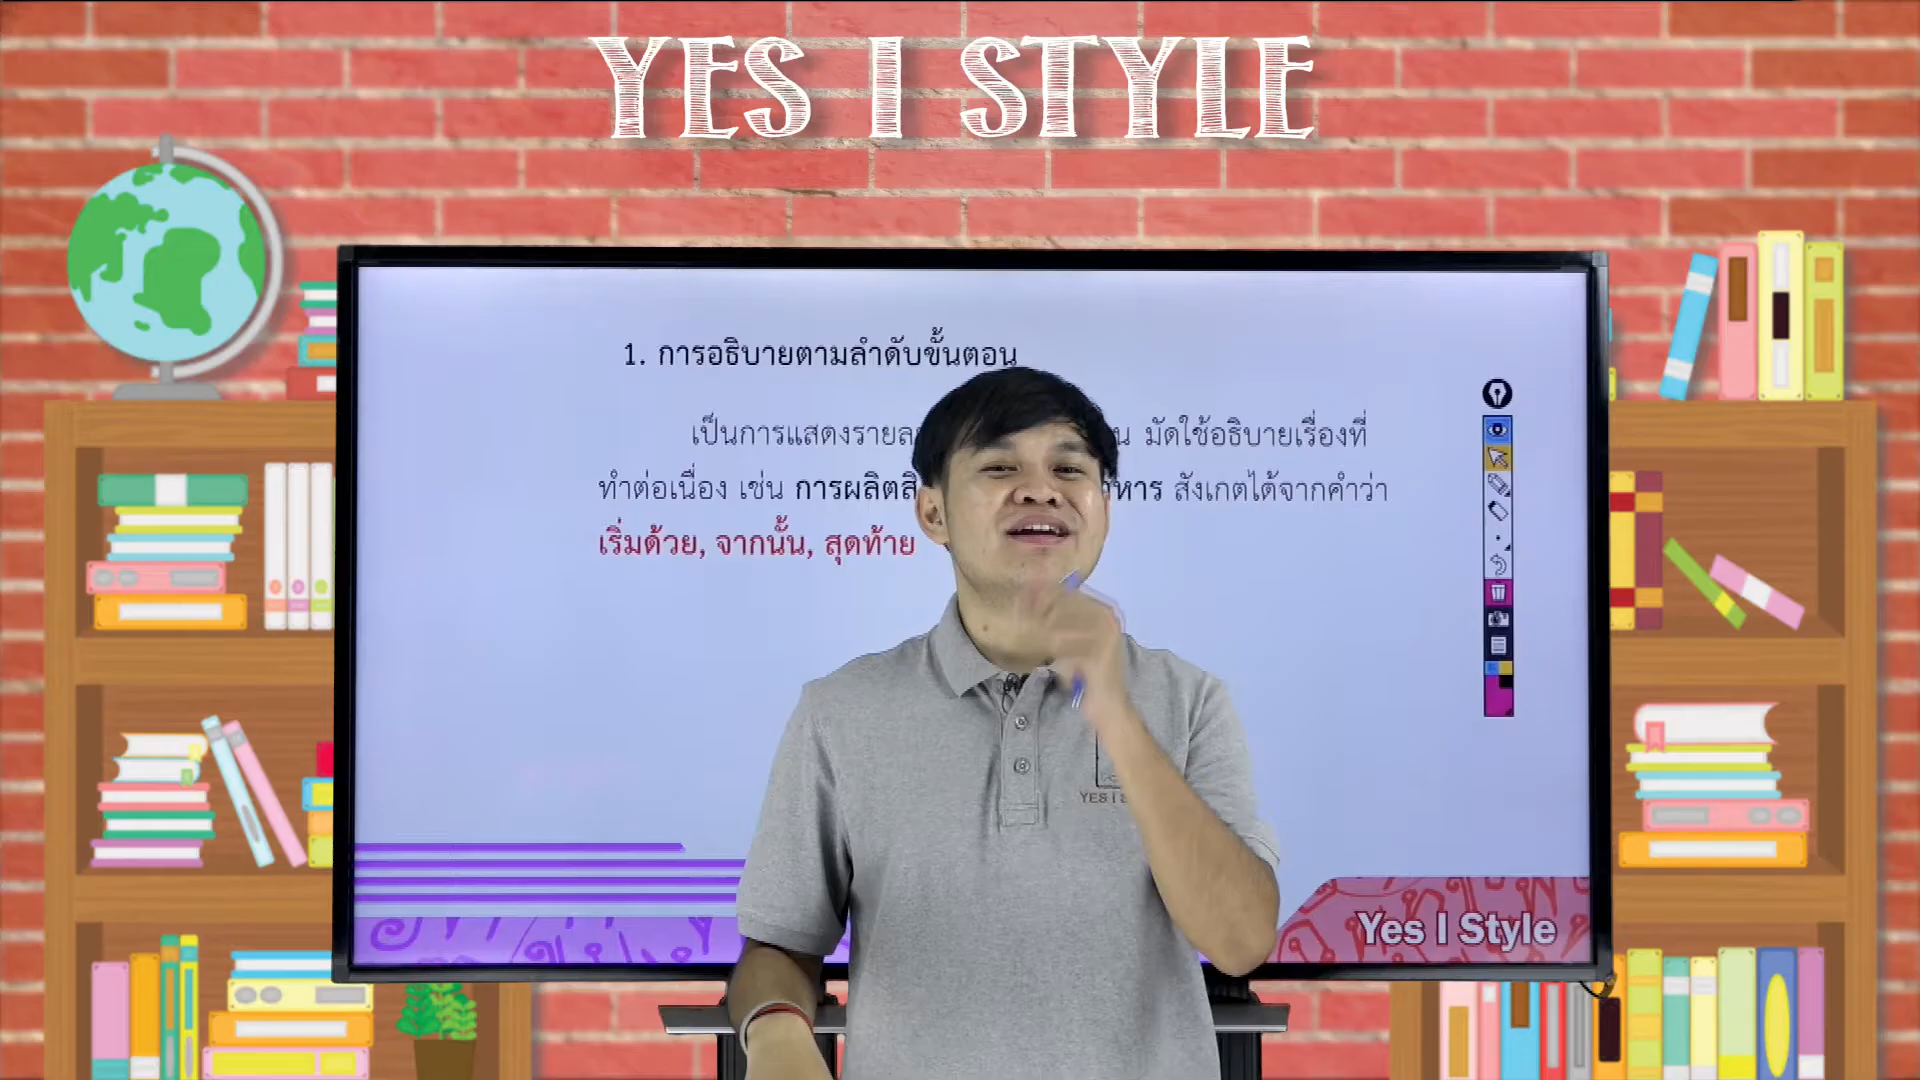 YES I STYLE
1. การอธิบายตามลำดับขั้นตอน
เป็นการแสดงรายละ น มัดใช้อธิบายเรื่องที่
ทำต่อเนื่อง เช่น การผลิตสิ าหาร สังเกตได้จากคำว่า
เริ่มด้วย, จากนั้น, สุดท้าย
YES I S
Yes I Style